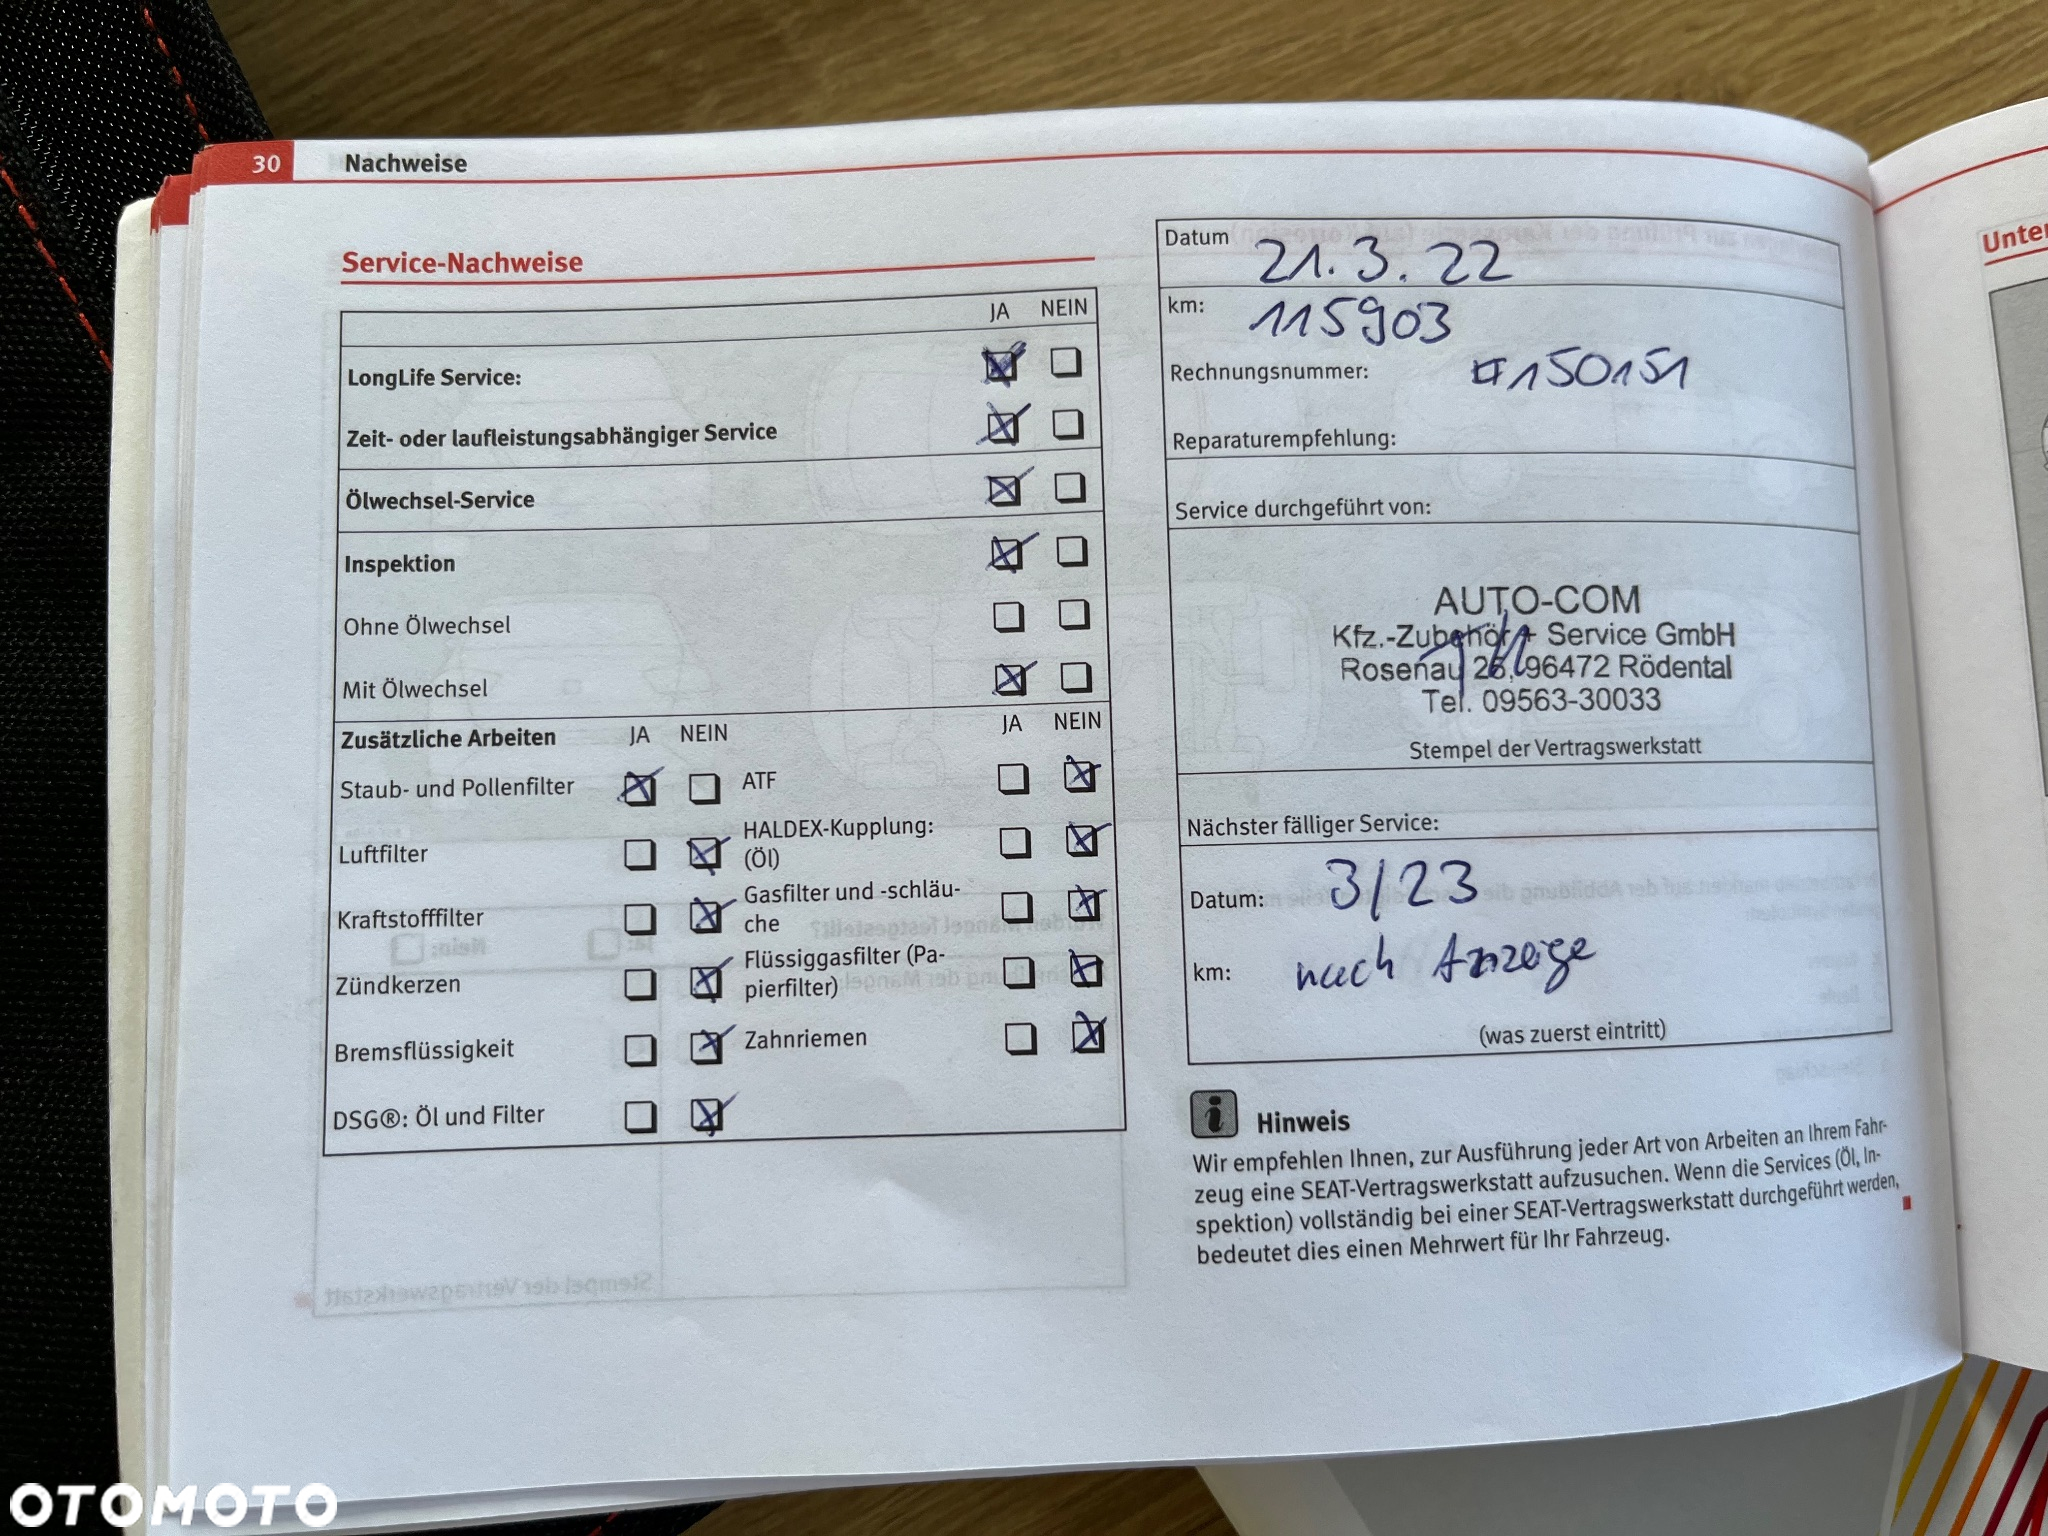 30 Nachweise
Service-Nachweise
JA NEIN
LongLife Service:
Zeit- oder laufleistungsabhängiger Service
Ölwechsel-Service
Inspektion
Ohne Ölwechsel
Mit Ölwechsel
Zusätzliche Arbeiten JA NEIN JA NEIN
Staub- und Pollenfilter ATF
Luftfilter HALDEX-Kupplung:
(Öl)
Kraftstofffilter Gasfilter und -schläu-
che
Zündkerzen Flüssiggasfilter (Pa-
pierfilter)
Bremsflüssigkeit Zahnriemen
DSG®: Öl und Filter
Datum 21.3.22
km: 115903
Rechnungsnummer: 150151
Reparaturempfehlung:
Service durchgeführt von:
AUTO-COM
Kfz.-Zubehör + Service GmbH
Rosenau 26, 96472 Rödental
Tel. 09563-30033
Stempel der Vertragswerkstatt
Nächster fälliger Service:
Datum: 3/23
km: nach Anzeige
(was zuerst eintritt)
Hinweis
Wir empfehlen Ihnen, zur Ausführung jeder Art von Arbeiten an Ihrem Fahr-
zeug eine SEAT-Vertragswerkstatt aufzusuchen. Wenn die Services (Öl, In-
spektion) vollständig bei einer SEAT-Vertragswerkstatt durchgeführt werden,
bedeutet dies einen Mehrwert für Ihr Fahrzeug.
OTOMOTO